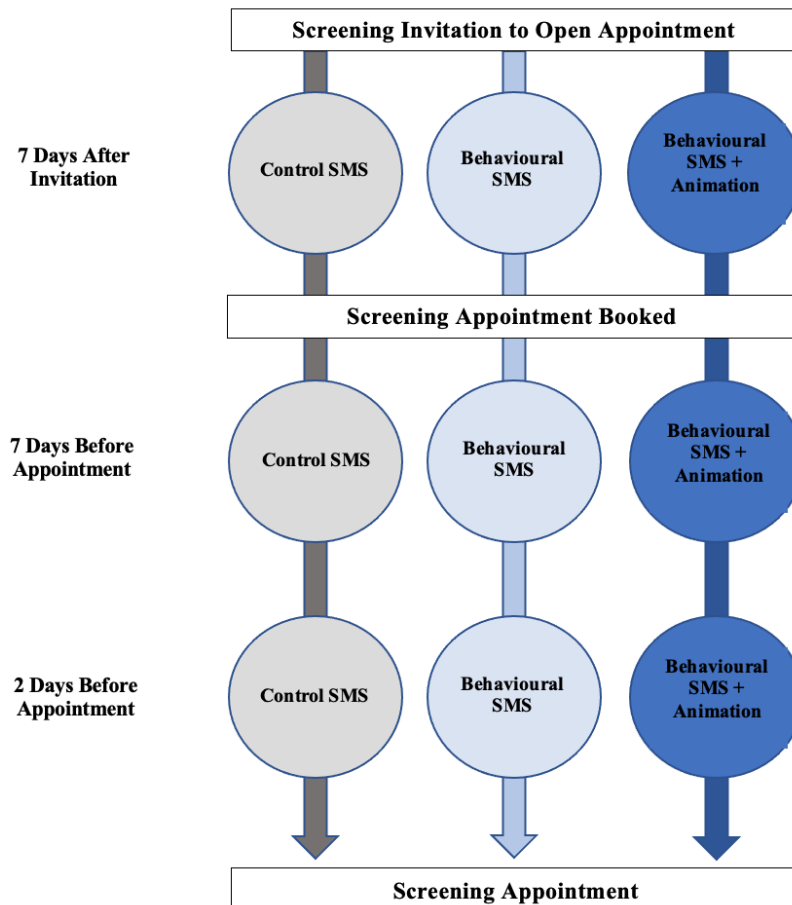 Screening Invitation to Open Appointment
7 Days After
Invitation
Control SMS
Behavioural
SMS
Behavioural
SMS +
Animation
Screening Appointment Booked
7 Days Before
Appointment
Control SMS
Behavioural
SMS
Behavioural
SMS +
Animation
2 Days Before
Appointment
Control SMS
Behavioural
SMS
Behavioural
SMS +
Animation
Screening Appointment